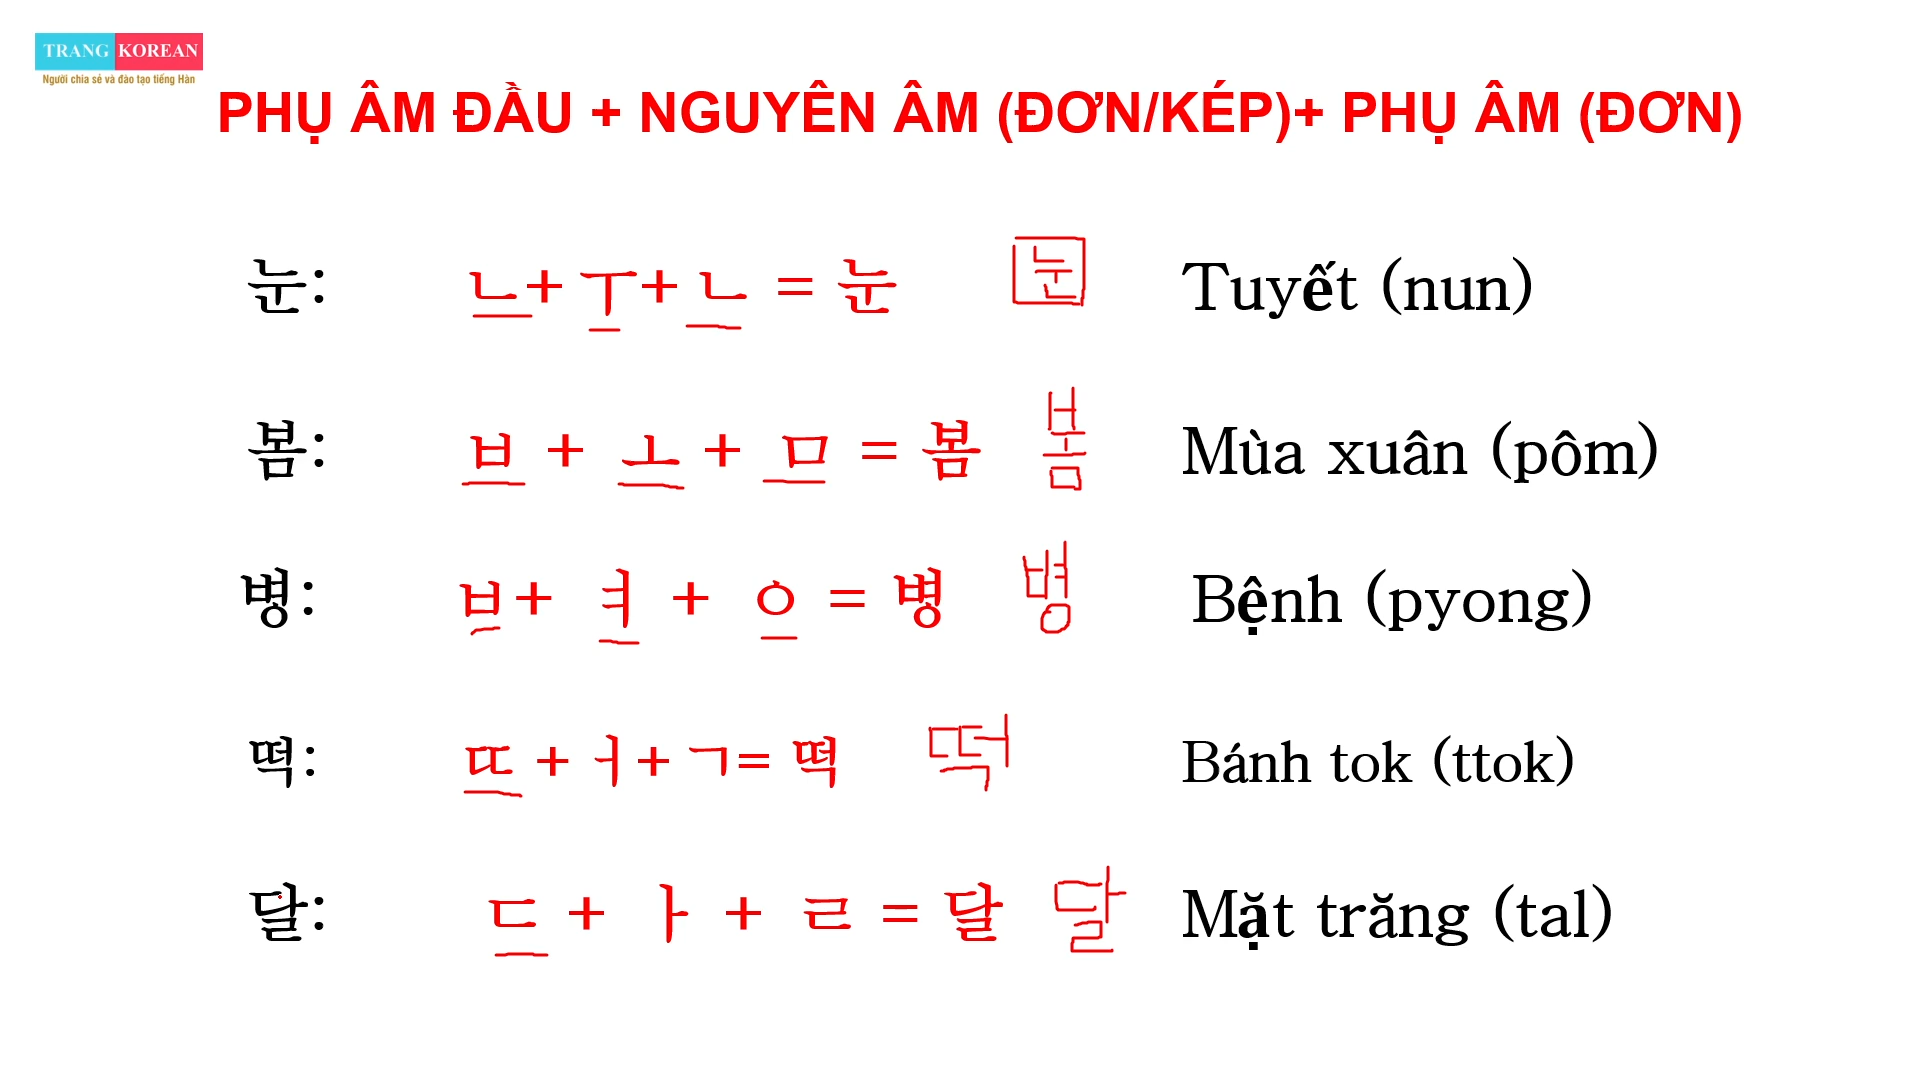 TRANG KOREAN
Người chia sẻ và đào tạo tiếng Hàn
PHỤ ÂM ĐẦU + NGUYÊN ÂM (ĐƠN/KÉP)+ PHỤ ÂM (ĐƠN)
눈: ㄴ+ ㅜ+ ㄴ = 눈 눈 Tuyết (nun)
봄: ㅂ + ㅗ + ㅁ = 봄 봄 Mùa xuân (pôm)
병: ㅂ+ ㅕ + ㅇ = 병 병 Bệnh (pyong)
떡: ㄸ + ㅓ+ ㄱ= 떡 떡 Bánh tok (ttok)
달: ㄷ + ㅏ + ㄹ = 달 달 Mặt trăng (tal)